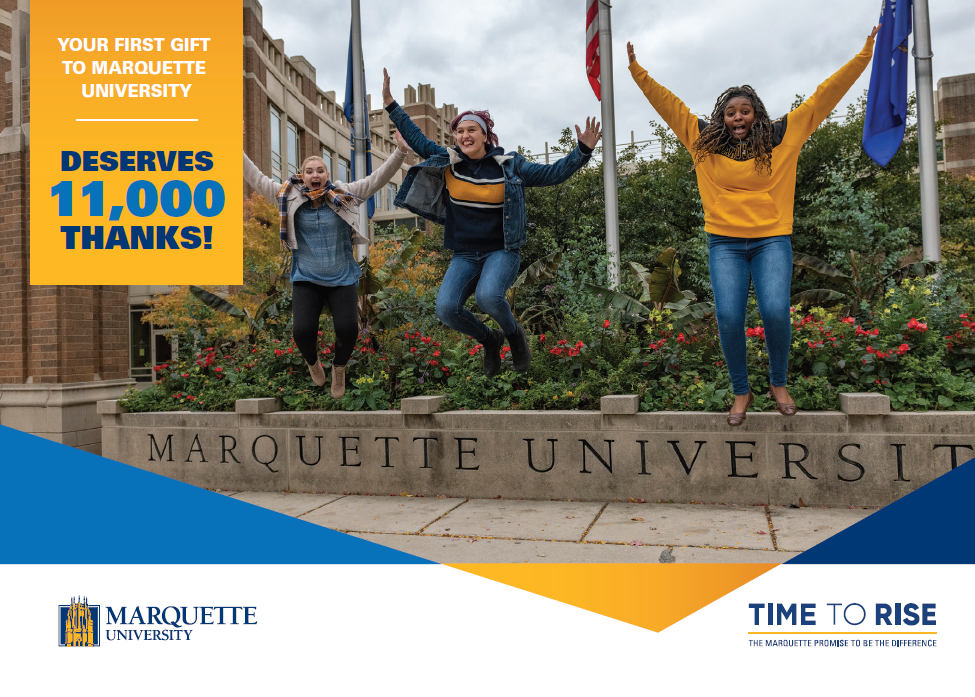 YOUR FIRST GIFT
TO MARQUETTE
UNIVERSITY
DESERVES
11,000
THANKS!
MARQUETTE UNIVERSIT
MARQUETTE
UNIVERSITY
TIME TO RISE
THE MARQUETTE PROMISE TO BE THE DIFFERENCE